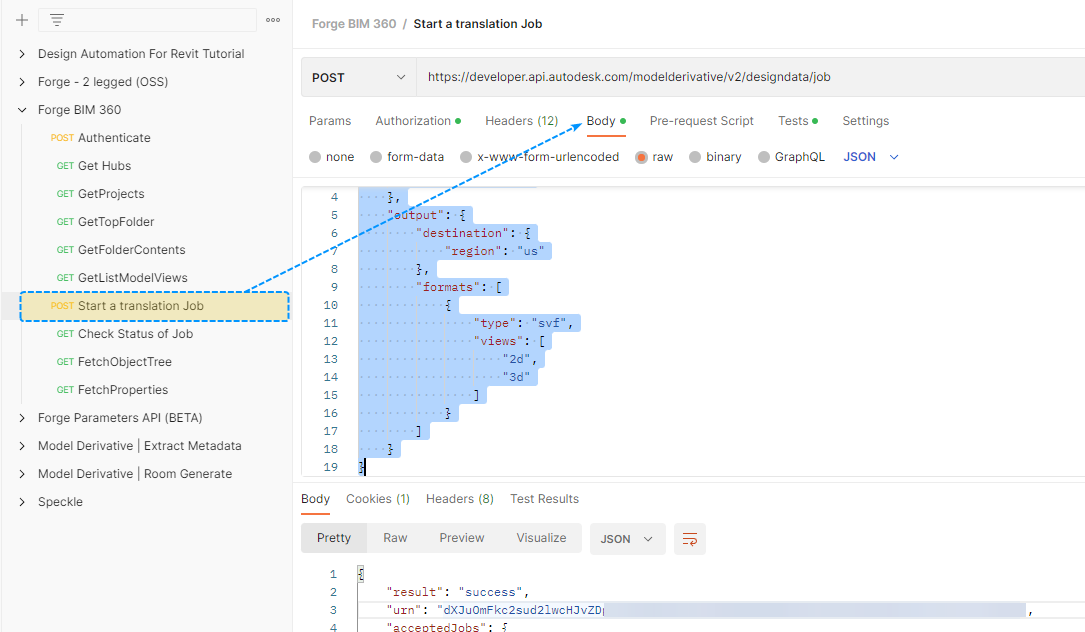 Design Automation For Revit Tutorial
Forge - 2 legged (OSS)
Forge BIM 360
POST Authenticate
GET Get Hubs
GET GetProjects
GET GetTopFolder
GET GetFolderContents
GET GetListModelViews
POST Start a translation Job
GET Check Status of Job
GET FetchObjectTree
GET FetchProperties
Forge Parameters API (BETA)
Model Derivative | Extract Metadata
Model Derivative | Room Generate
Speckle
Forge BIM 360 / Start a translation Job
POST https://developer.api.autodesk.com/modelderivative/v2/designdata/job
Params Authorization Headers (12) Body Pre-request Script Tests Settings
none form-data x-www-form-urlencoded raw binary GraphQL JSON
4 },
5 "output": {
6 "destination": {
7 "region": "us"
8 },
9 "formats": [
10 {
11 "type": "svf",
12 "views": [
13 "2d",
14 "3d"
15 ]
16 }
17 ]
18 }
19 }
Body Cookies (1) Headers (8) Test Results
Pretty Raw Preview Visualize JSON
1 {
2 "result": "success",
3 "urn": "dXJuOmFkc2sud2lwcHJvZD ,
4 "acceptedJobs": {